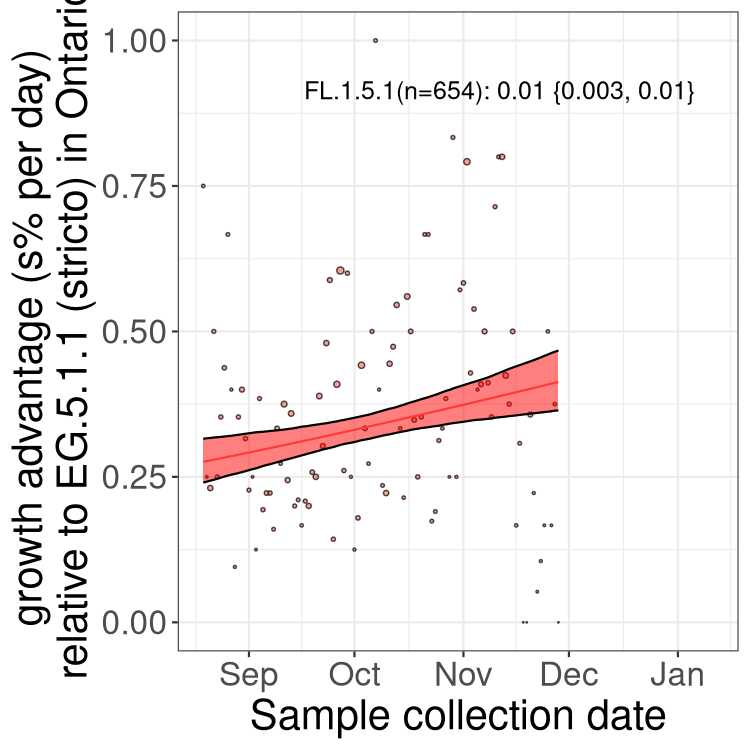 growth advantage (s% per day)
relative to EG.5.1.1 (stricto) in Ontario
1.00
0.75
0.50
0.25
0.00
FL.1.5.1(n=654): 0.01 {0.003, 0.01}
Sep Oct Nov Dec Jan
Sample collection date